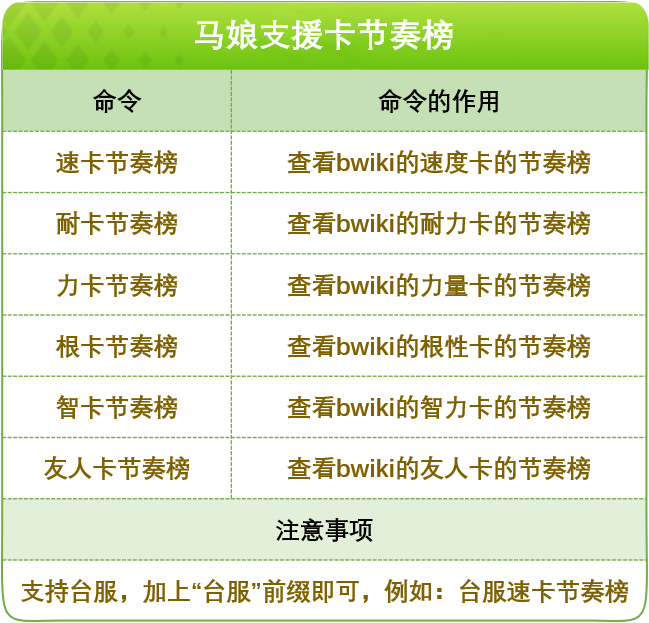 马娘支援卡节奏榜
命令 命令的作用
速卡节奏榜 查看bwiki的速度卡的节奏榜
耐卡节奏榜 查看bwiki的耐力卡的节奏榜
力卡节奏榜 查看bwiki的力量卡的节奏榜
根卡节奏榜 查看bwiki的根性卡的节奏榜
智卡节奏榜 查看bwiki的智力卡的节奏榜
友人卡节奏榜 查看bwiki的友人卡的节奏榜
注意事项
支持台服，加上“台服”前缀即可，例如：台服速卡节奏榜